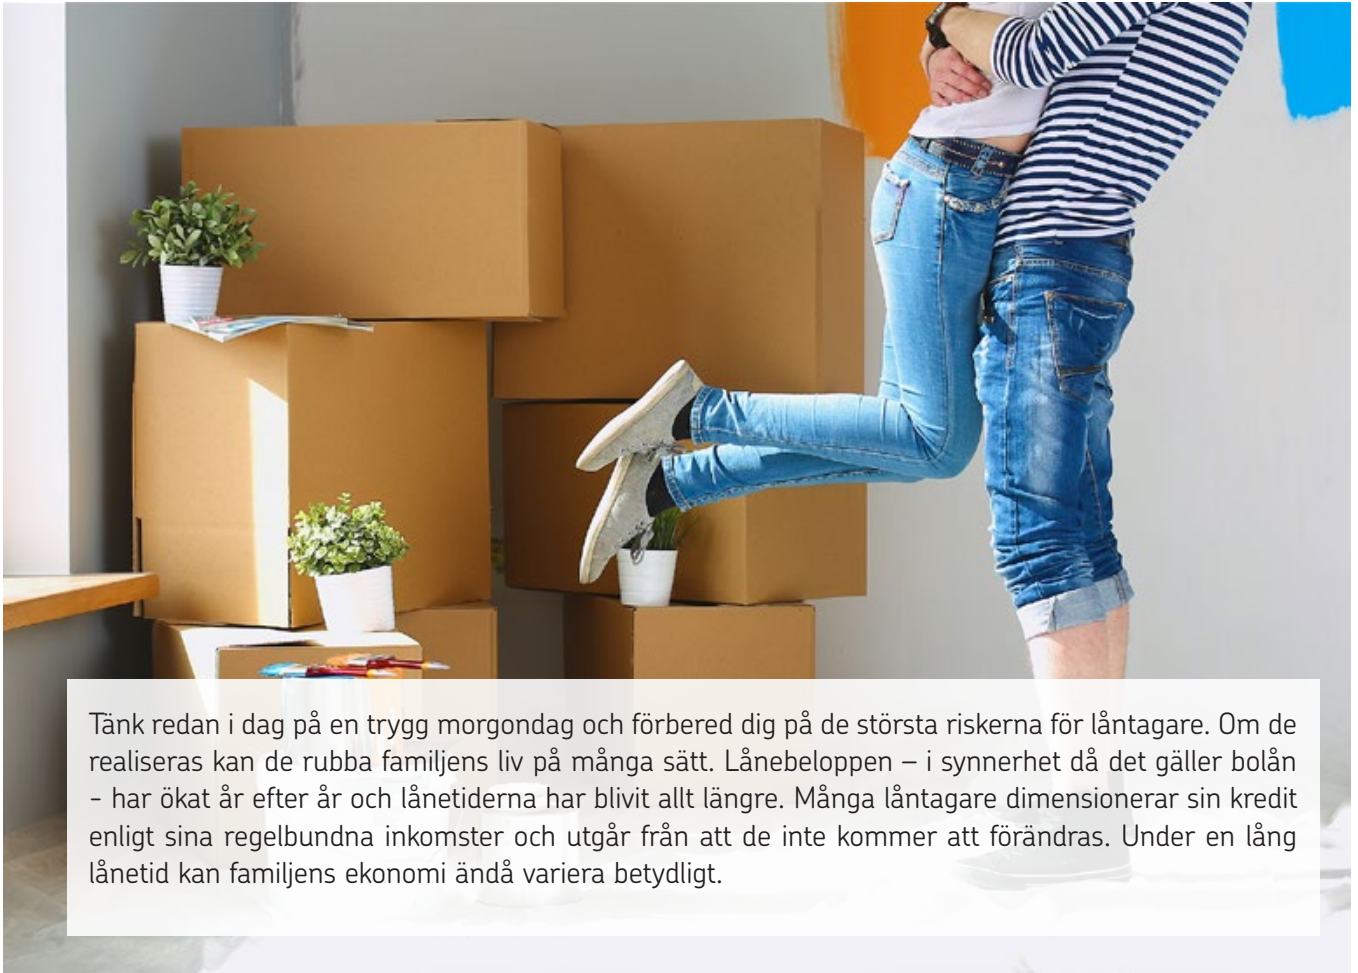 Tänk redan i dag på en trygg morgondag och förbered dig på de största riskerna för låntagare. Om de
realiseras kan de rubba familjens liv på många sätt. Lånebeloppen – i synnerhet då det gäller bolån
- har ökat år efter år och lånetiderna har blivit allt längre. Många låntagare dimensionerar sin kredit
enligt sina regelbundna inkomster och utgår från att de inte kommer att förändras. Under en lång
lånetid kan familjens ekonomi ändå variera betydligt.